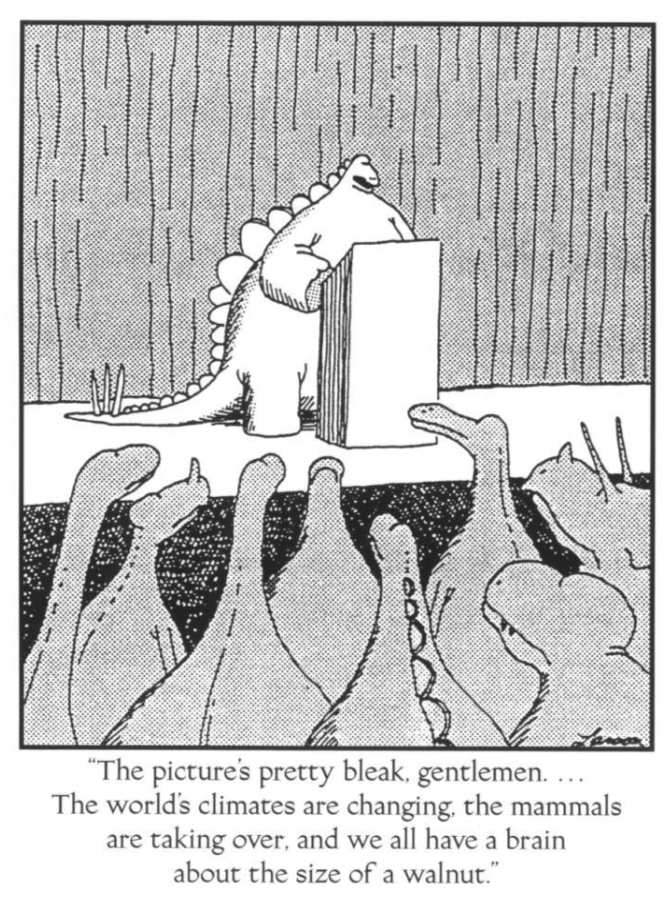 Larson
“The picture's pretty bleak, gentlemen. ...
The world's climates are changing, the mammals
are taking over, and we all have a brain
about the size of a walnut.”